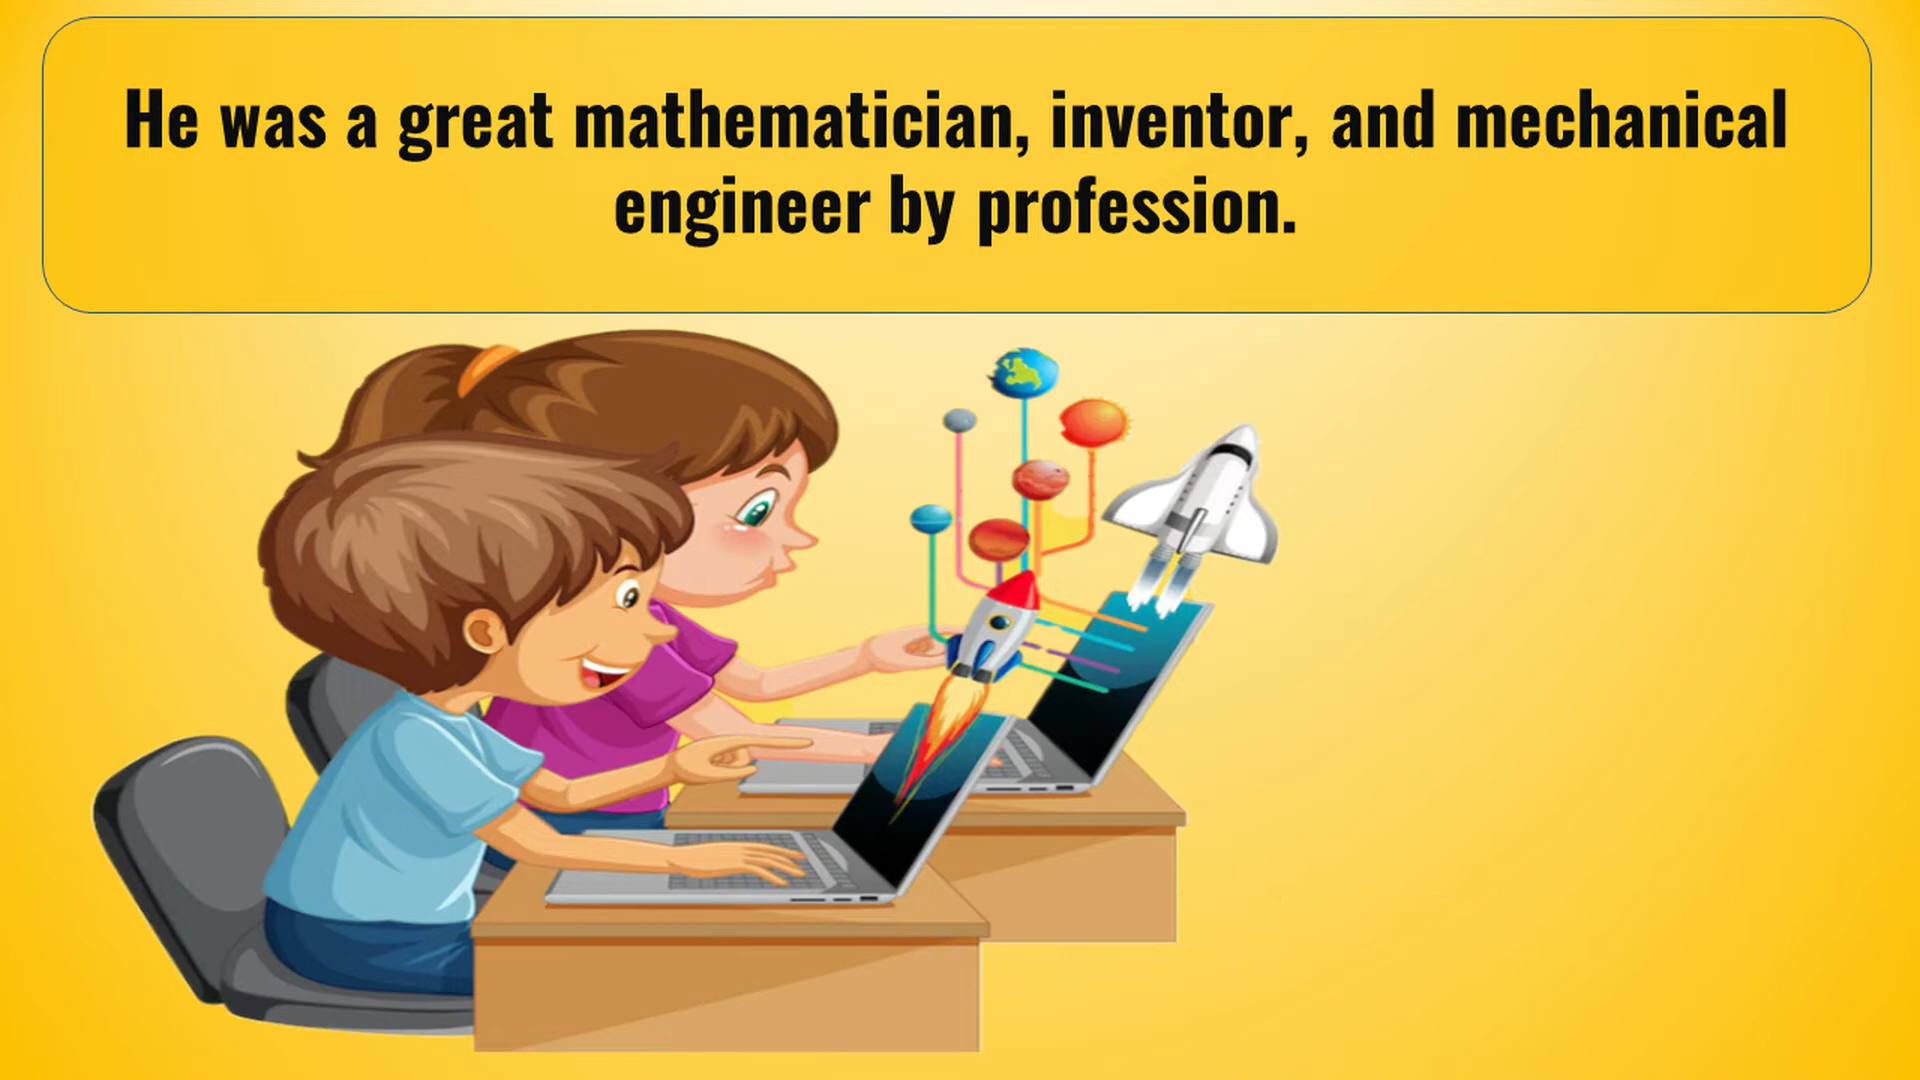 He was a great mathematician, inventor, and mechanical
engineer by profession.